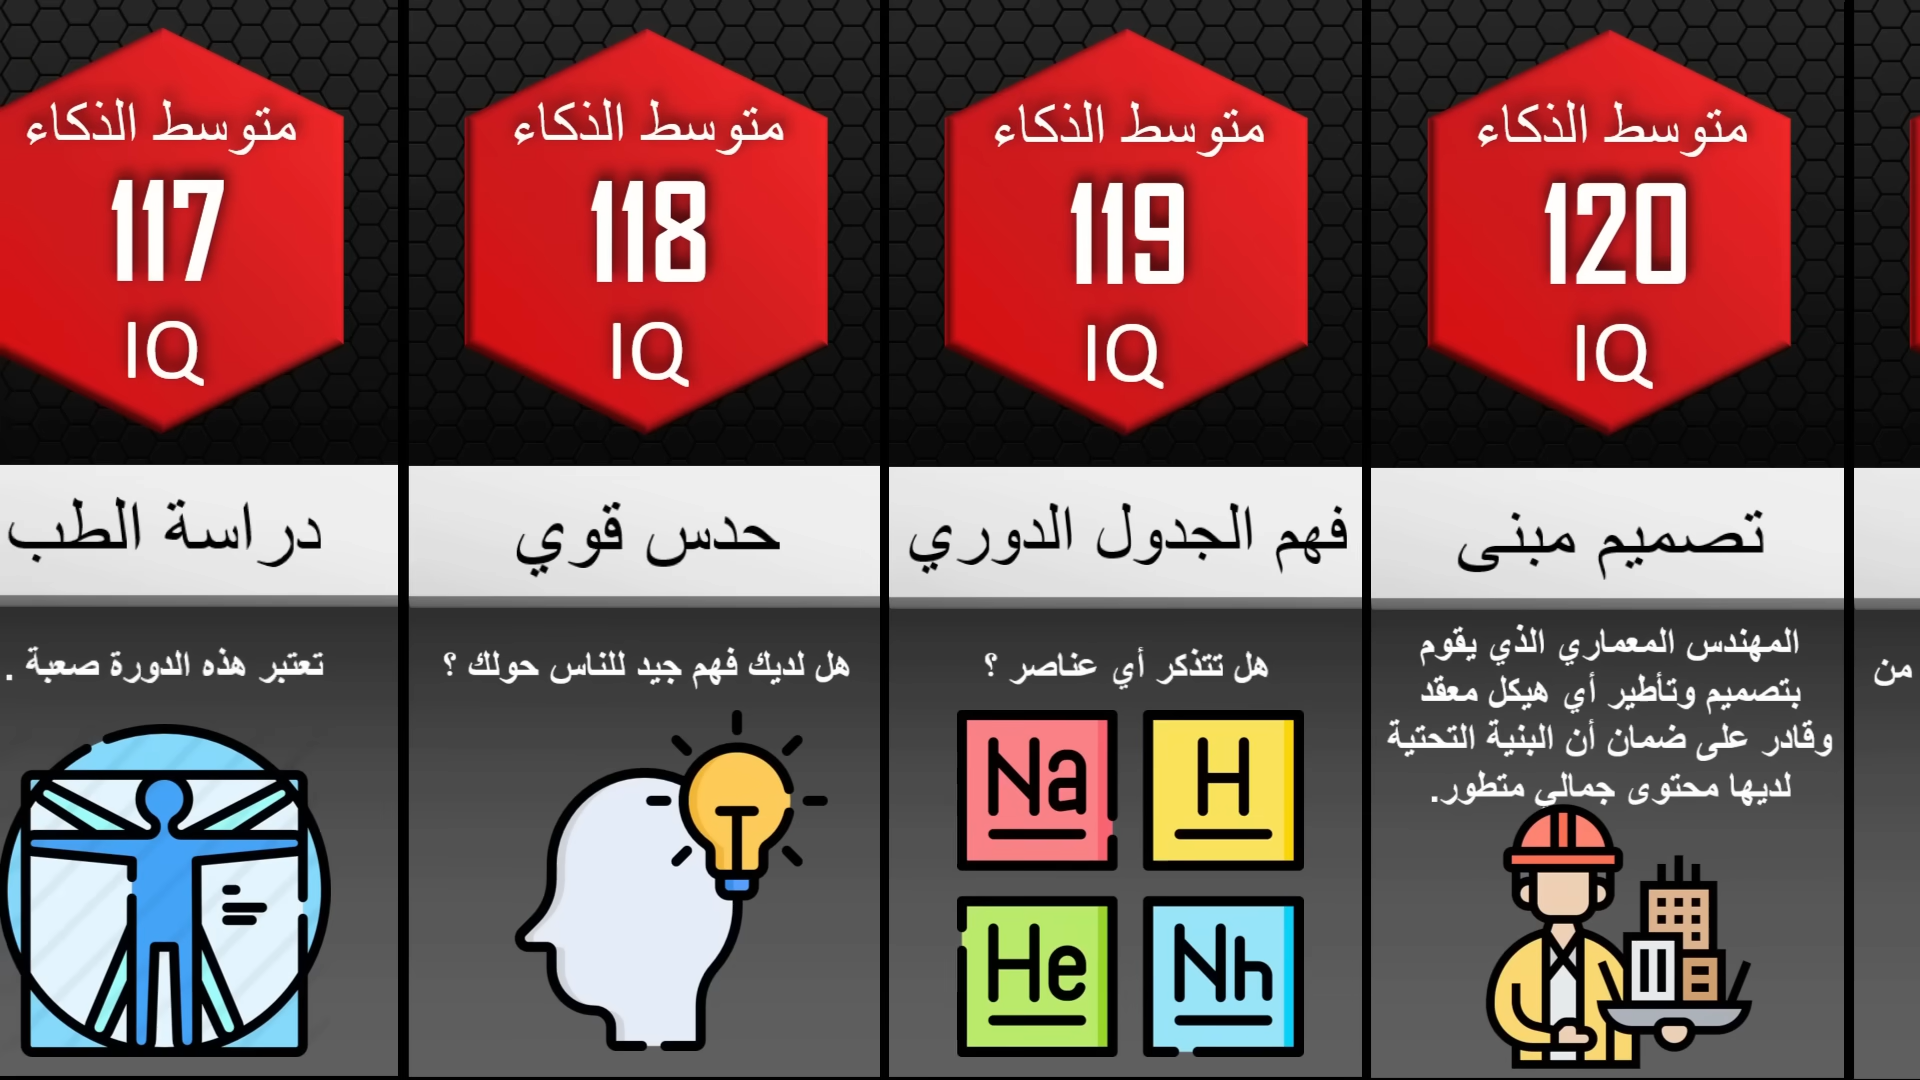 متوسط الذكاء
117
IQ
دراسة الطب
تعتبر هذه الدورة صعبة .
متوسط الذكاء
118
IQ
حدس قوي
هل لديك فهم جيد للناس حولك ؟
متوسط الذكاء
119
IQ
فهم الجدول الدوري
هل تتذكر أي عناصر ؟
Na
H
He
Nh
متوسط الذكاء
120
IQ
تصميم مبنى
المهندس المعماري الذي يقوم
بتصميم وتأطير أي هيكل معقد
وقادر على ضمان أن البنية التحتية
لديها محتوى جمالي متطور.
من